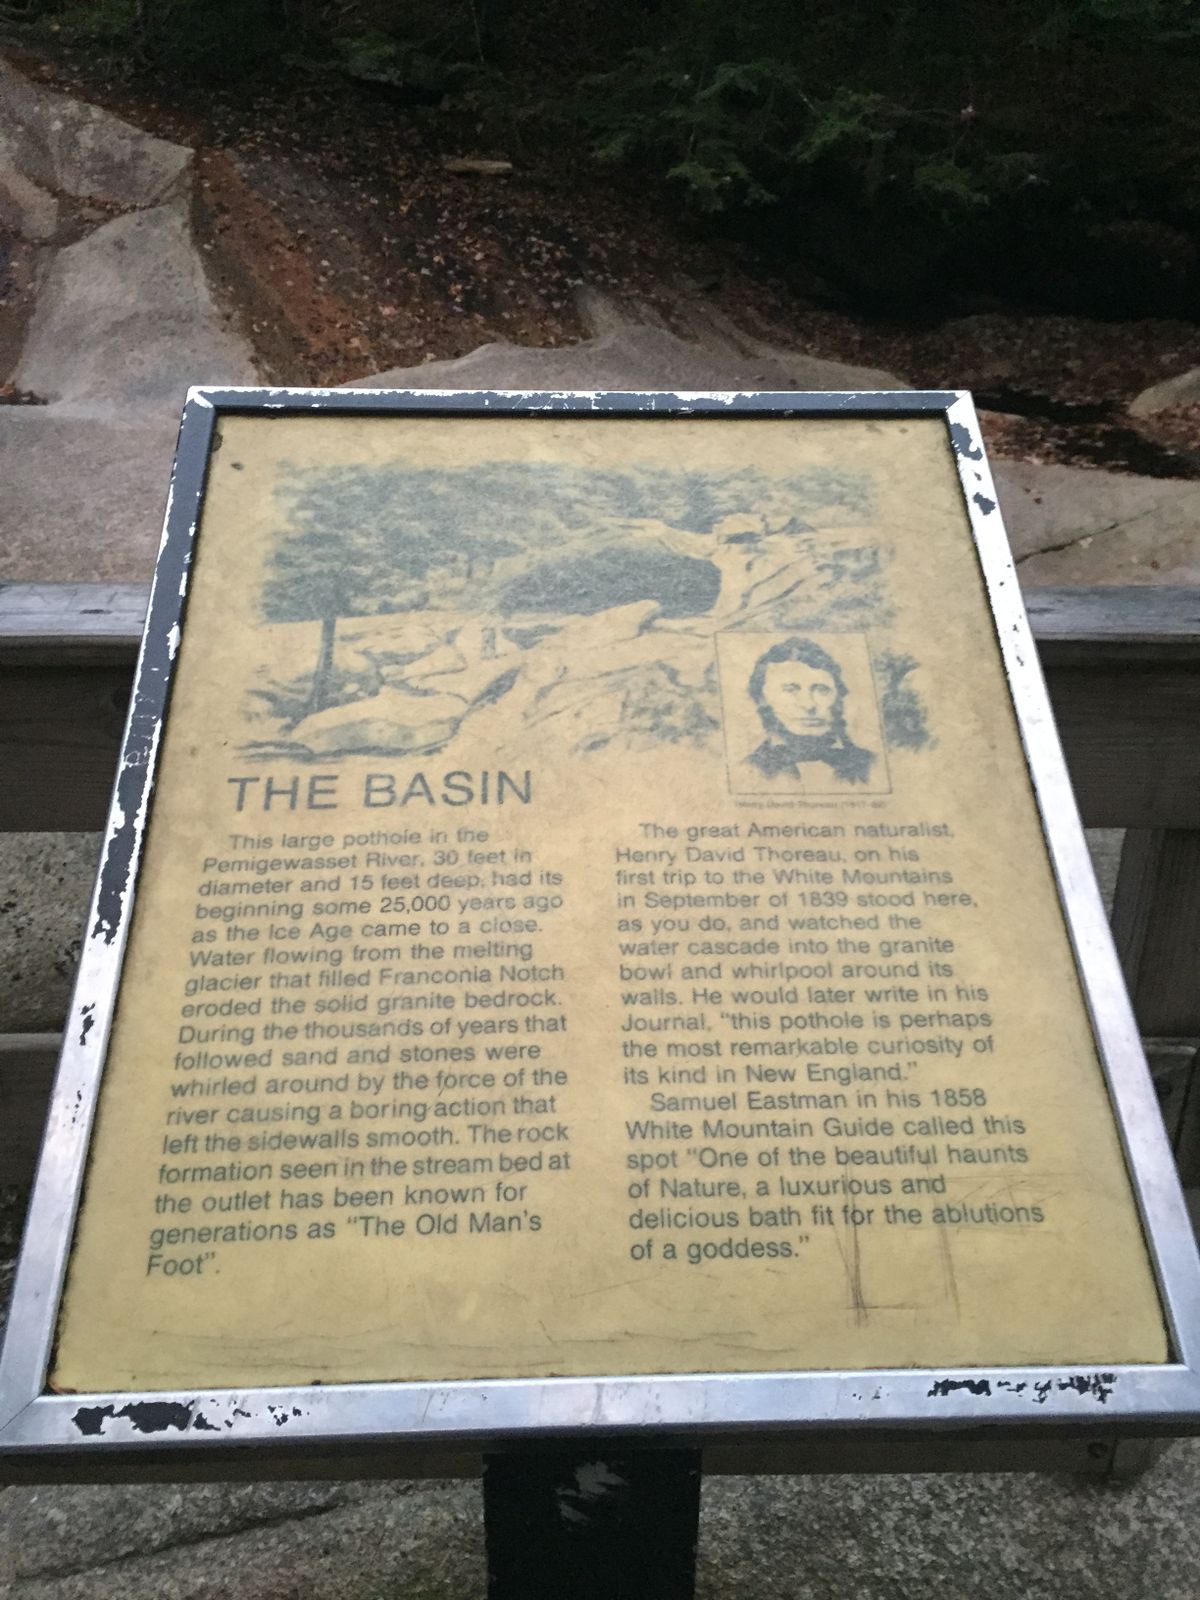 Henry David Thoreau (1817-62)
THE BASIN
This large pothole in the
Pemigewasset River, 30 feet in
diameter and 15 feet deep, had its
beginning some 25,000 years ago
as the Ice Age came to a close.
Water flowing from the melting
glacier that filled Franconia Notch
eroded the solid granite bedrock.
During the thousands of years that
followed sand and stones were
whirled around by the force of the
river causing a boring action that
left the sidewalls smooth. The rock
formation seen in the stream bed at
the outlet has been known for
generations as “The Old Man's
Foot”.
The great American naturalist,
Henry David Thoreau, on his
first trip to the White Mountains
in September of 1839 stood here,
as you do, and watched the
water cascade into the granite
bowl and whirlpool around its
walls. He would later write in his
Journal, “this pothole is perhaps
the most remarkable curiosity of
its kind in New England.”
Samuel Eastman in his 1858
White Mountain Guide called this
spot “One of the beautiful haunts
of Nature, a luxurious and
delicious bath fit for the ablutions
of a goddess.”